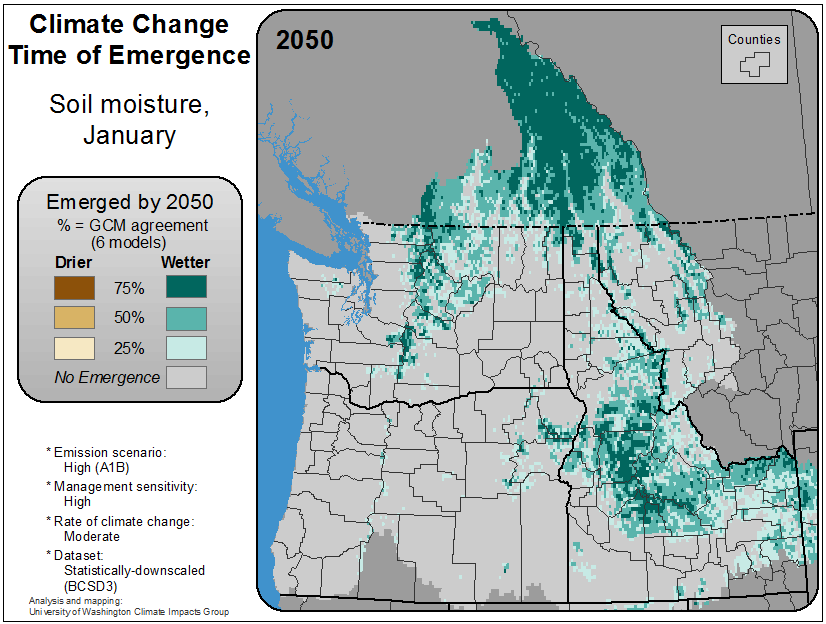 Climate Change
Time of Emergence
Soil moisture,
January
Emerged by 2050
% = GCM agreement
(6 models)
Drier Wetter
75%
50%
25%
No Emergence
* Emission scenario:
High (A1B)
* Management sensitivity:
High
* Rate of climate change:
Moderate
* Dataset:
Statistically-downscaled
(BCSD3)
Analysis and mapping:
University of Washington Climate Impacts Group
2050
Counties